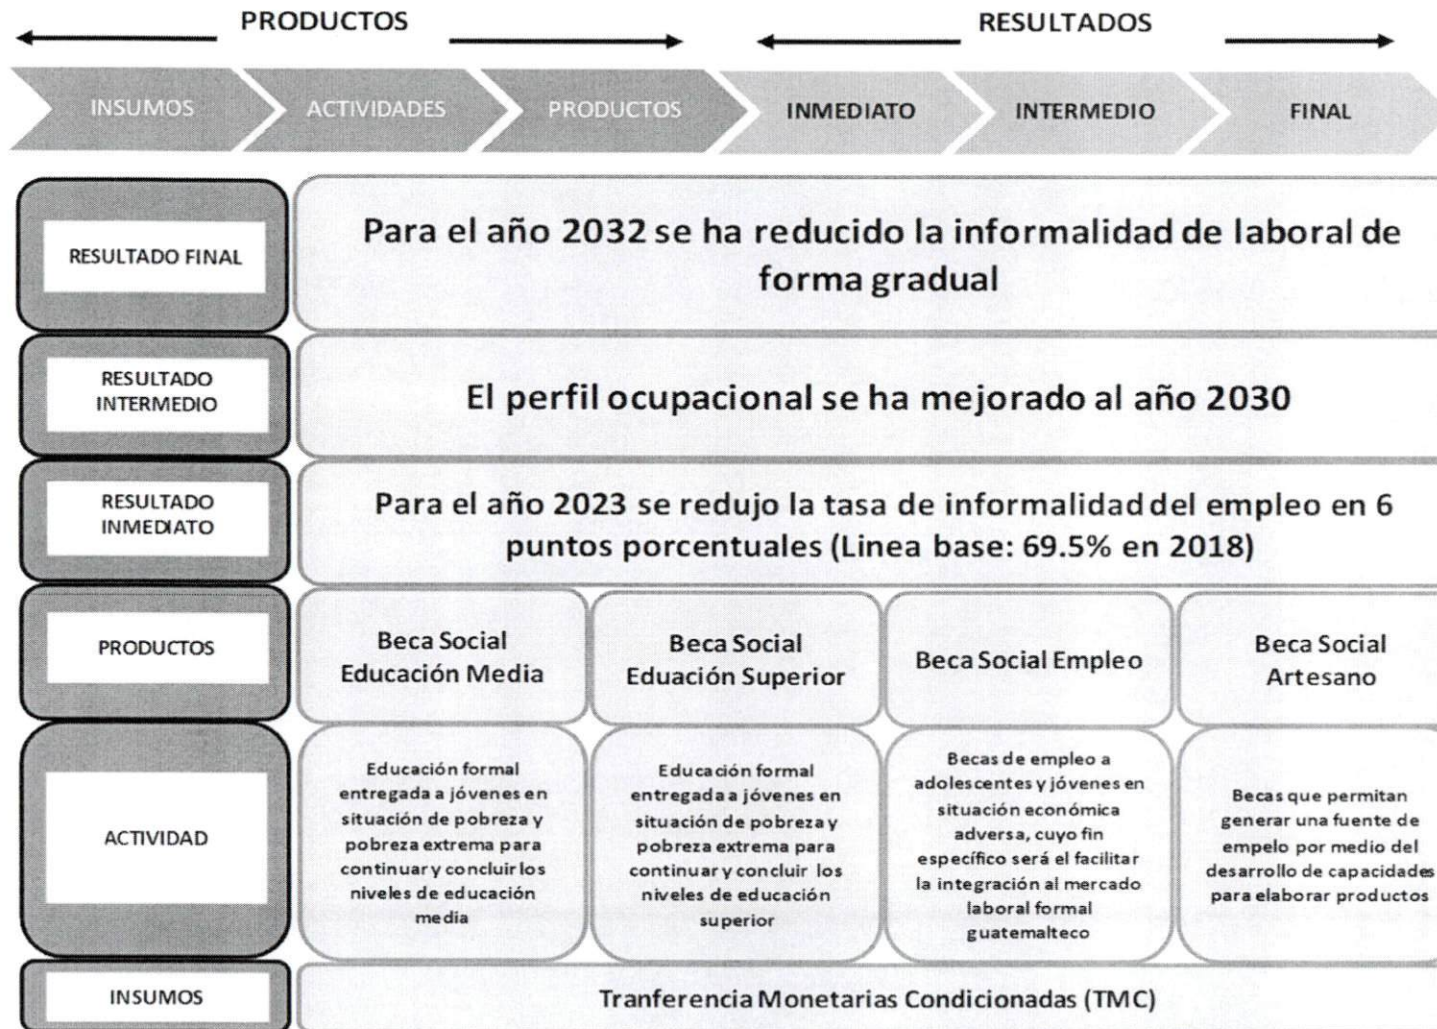 PRODUCTOS
RESULTADOS
INSUMOS
ACTIVIDADES
PRODUCTOS
INMEDIATO
INTERMEDIO
FINAL
RESULTADO FINAL
Para el año 2032 se ha reducido la informalidad de laboral de
forma gradual
RESULTADO
INTERMEDIO
El perfil ocupacional se ha mejorado al año 2030
RESULTADO
INMEDIATO
Para el año 2023 se redujo la tasa de informalidad del empleo en 6
puntos porcentuales (Linea base: 69.5% en 2018)
PRODUCTOS
Beca Social
Educación Media
Beca Social
Eduación Superior
Beca Social Empleo
Beca Social
Artesano
ACTIVIDAD
Educación formal
entregada a jóvenes en
situación de pobreza y
pobreza extrema para
continuar y concluir los
niveles de educación
media
Educación formal
entregada a jóvenes en
situación de pobreza y
pobreza extrema para
continuar y concluir los
niveles de educación
superior
Becas de empleo a
adolescentes y jóvenes en
situación económica
adversa, cuyo fin
específico será el facilitar
la integración al mercado
laboral formal
guatemalteco
Becas que permitan
generar una fuente de
empelo por medio del
desarrollo de capacidades
para elaborar productos
INSUMOS
Tranferencia Monetarias Condicionadas (TMC)